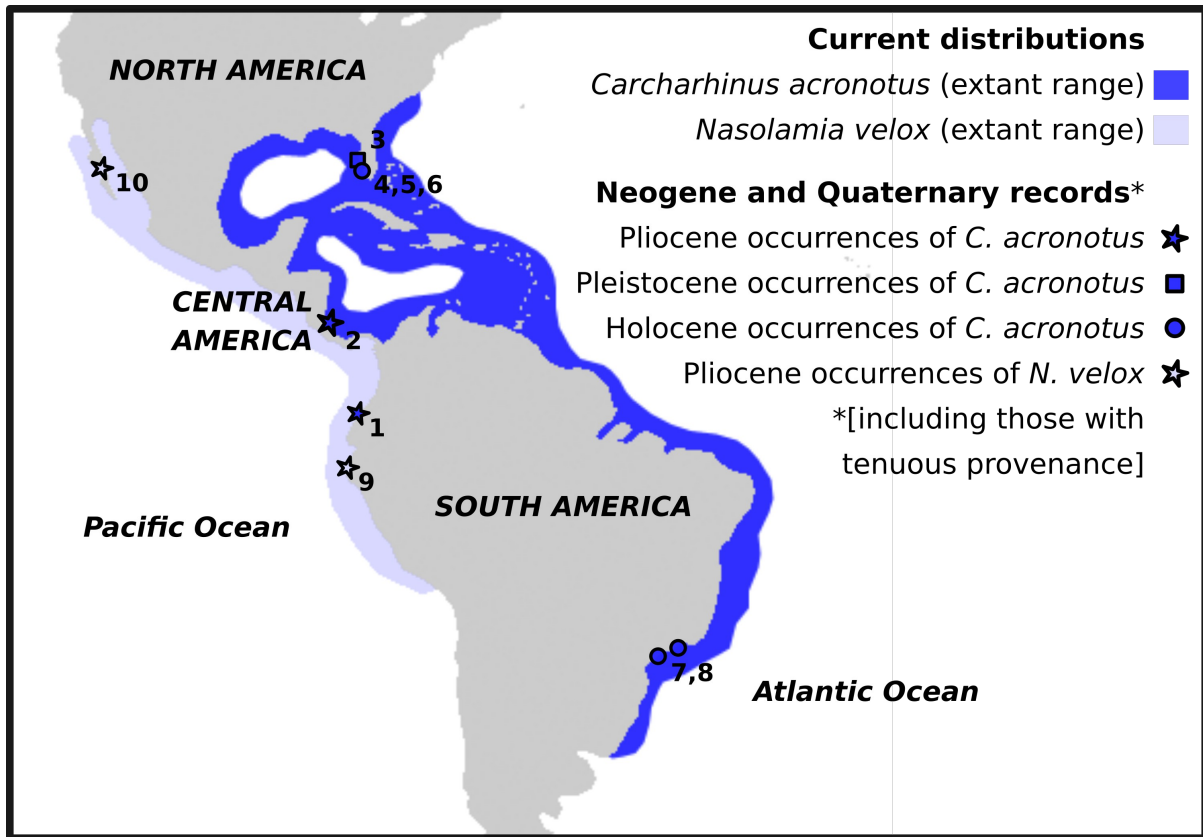 Current distributions
Carcharhinus acronotus (extant range)
Nasolamia velox (extant range)
Neogene and Quaternary records*
Pliocene occurrences of C. acronotus
Pleistocene occurrences of C. acronotus
Holocene occurrences of C. acronotus
Pliocene occurrences of N. velox
*[including those with
tenuous provenance]
NORTH AMERICA
3
4,5,6
10
CENTRAL
AMERICA
2
1
9
SOUTH AMERICA
Pacific Ocean
7,8
Atlantic Ocean